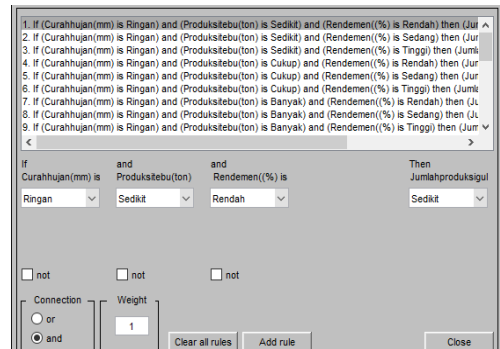 1. If (Curahhujan(mm) is Ringan) and (Produksitebu(ton) is Sedikit) and (Rendemen((%) is Rendah) then (Jur
2. If (Curahhujan(mm) is Ringan) and (Produksitebu(ton) is Sedikit) and (Rendemen((%) is Sedang) then (Ju
3. If (Curahhujan(mm) is Ringan) and (Produksitebu(ton) is Sedikit) and (Rendemen((%) is Tinggi) then (Jumla
4. If (Curahhujan(mm) is Ringan) and (Produksitebu(ton) is Cukup) and (Rendemen((%) is Rendah) then (Jur
5. If (Curahhujan(mm) is Ringan) and (Produksitebu(ton) is Cukup) and (Rendemen((%) is Sedang) then (Jur
6. If (Curahhujan(mm) is Ringan) and (Produksitebu(ton) is Cukup) and (Rendemen((%) is Tinggi) then (Jumla
7. If (Curahhujan(mm) is Ringan) and (Produksitebu(ton) is Banyak) and (Rendemen((%) is Rendah) then (Ju
8. If (Curahhujan(mm) is Ringan) and (Produksitebu(ton) is Banyak) and (Rendemen((%) is Sedang) then (Ju
9. If (Curahhujan(mm) is Ringan) and (Produksitebu(ton) is Banyak) and (Rendemen((%) is Tinggi) then (Jum
If and and Then
Curahhujan(mm) is Produksitebu(ton) Rendemen((%) is Jumlahproduksigul
Ringan Sedikit Rendah Sedikit
not not not
Connection Weight
or
and 1
Clear all rules Add rule Close